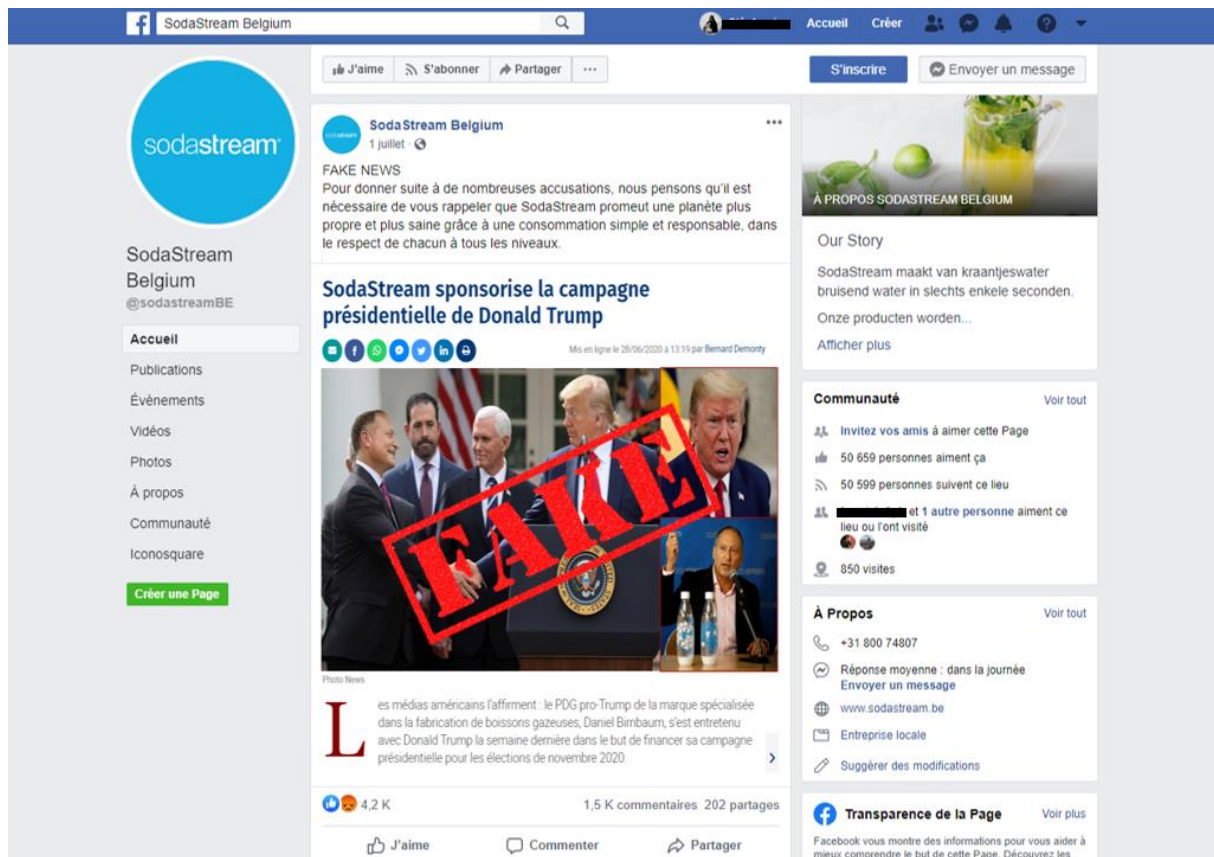 SodaStream Belgium
Accueil Créer
sodastream
SodaStream
Belgium
@sodastreamBE
Accueil
Publications
Évènements
Vidéos
Photos
À propos
Communauté
Iconosquare
Créer une Page
J'aime S'abonner Partager ...
S'inscrire Envoyer un message
SodaStream Belgium
1 juillet
FAKE NEWS
Pour donner suite à de nombreuses accusations, nous pensons qu'il est
nécessaire de vous rappeler que SodaStream promeut une planète plus
propre et plus saine grâce à une consommation simple et responsable, dans
le respect de chacun à tous les niveaux.
SodaStream sponsorise la campagne
présidentielle de Donald Trump
Mis en ligne le 28/06/2020 à 13:19 par Bernard Demonty
FAKE
Photo News
Les médias américains l'affirment : le PDG pro-Trump de la marque spécialisée
dans la fabrication de boissons gazeuses, Daniel Birnbaum, s'est entretenu
avec Donald Trump la semaine dernière dans le but de financer sa campagne
présidentielle pour les élections de novembre 2020.
4,2 K 1,5 K commentaires 202 partages
J'aime Commenter Partager
À PROPOS SODASTREAM BELGIUM
Our Story
SodaStream maakt van kraantjeswater
bruisend water in slechts enkele seconden.
Onze producten worden...
Afficher plus
Communauté Voir tout
Invitez vos amis à aimer cette Page
50 659 personnes aiment ça
50 599 personnes suivent ce lieu
et 1 autre personne aiment ce
lieu ou l'ont visité
850 visites
À Propos Voir tout
+31 800 74807
Réponse moyenne : dans la journée
Envoyer un message
www.sodastream.be
Entreprise locale
Suggérer des modifications
Transparence de la Page Voir plus
Facebook vous montre des informations pour vous aider à
mieux comprendre le but de cette Page. Découvrez les